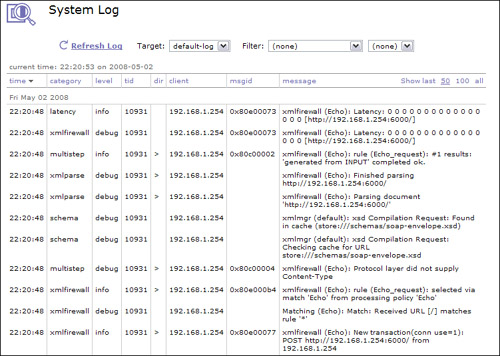 System Log
Refresh Log Target: default-log Filter: (none) (none)
current time: 22:20:53 on 2008-05-02
time category level tid dir client msgid message Show last 50 100 all
Fri May 02 2008
22:20:48 latency info 10931 192.168.1.254 0x80e00073 xmlfirewall (Echo): Latency: 0 0 0 0 0 0 0 0 0 0 0 0 0
0 0 0 [http://192.168.1.254:6000/]
22:20:48 xmlfirewall debug 10931 192.168.1.254 0x80e00073 xmlfirewall (Echo): Latency: 0 0 0 0 0 0 0 0 0 0 0 0 0
0 0 0 [http://192.168.1.254:6000/]
22:20:48 multistep info 10931 > 192.168.1.254 0x80c00002 xmlfirewall (Echo): rule (Echo_request): #1 results:
'generated from INPUT' completed ok.
22:20:48 xmlparse debug 10931 > 192.168.1.254 xmlfirewall (Echo): Finished parsing
http://192.168.1.254:6000/
22:20:48 xmlparse debug 10931 > 192.168.1.254 xmlfirewall (Echo): Parsing document
'http://192.168.1.254:6000/'
22:20:48 schema debug 10931 192.168.1.254 xmlmgr (default): xsd Compilation Request: Found
in cache (store:///schemas/soap-envelope.xsd)
22:20:48 schema debug 10931 192.168.1.254 xmlmgr (default): xsd Compilation Request:
Checking cache for URL
store:///schemas/soap-envelope.xsd
22:20:48 multistep debug 10931 > 192.168.1.254 0x80c00004 xmlfirewall (Echo): Protocol layer did not supply
Content-Type
22:20:48 xmlfirewall info 10931 > 192.168.1.254 0x80e000b4 xmlfirewall (Echo): rule (Echo_request): selected via
match 'Echo' from processing policy 'Echo'
22:20:48 xmlfirewall debug 10931 192.168.1.254 Matching (Echo): Match: Received URL [/] matches
rule '*'
22:20:48 xmlfirewall info 10931 > 192.168.1.254 0x80e00077 xmlfirewall (Echo): New transaction(conn use=1):
POST http://192.168.1.254:6000/ from
192.168.1.254